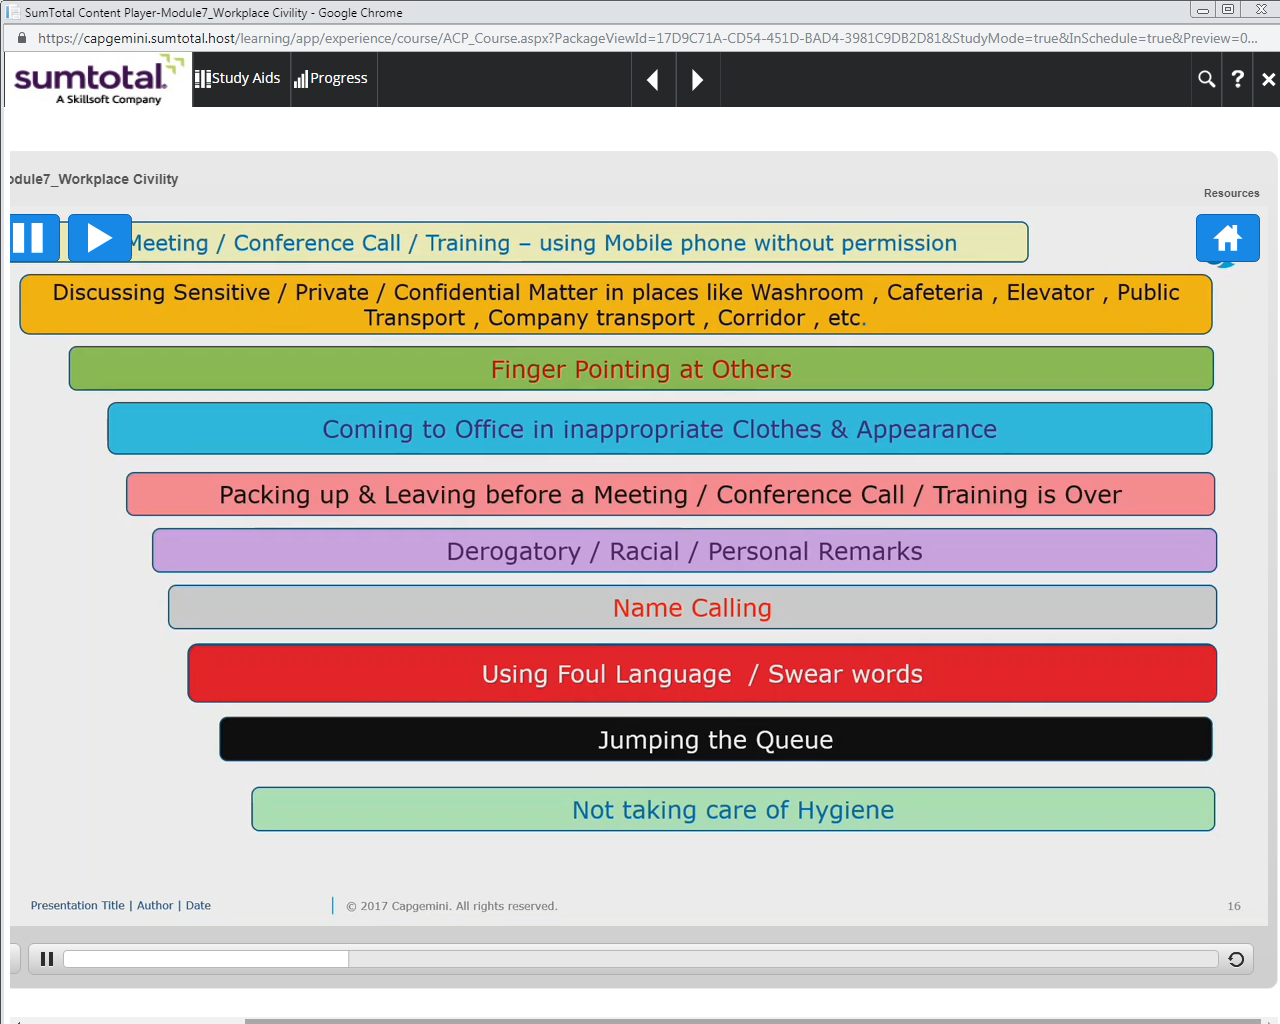 SumTotal Content Player-Module7_Workplace Civility - Google Chrome
https://capgemini.sumtotal.host/learning/app/experience/course/ACP_Course.aspx?PackageViewId=17D9C71A-CD54-451D-BAD4-3981C9DB2D81&StudyMode=true&InSchedule=true&Preview=0...
sumtotal.
A Skillsoft Company
Study Aids
Progress
?
odule7_Workplace Civility
Resources
Meeting / Conference Call / Training – using Mobile phone without permission
Discussing Sensitive / Private / Confidential Matter in places like Washroom , Cafeteria , Elevator , Public
Transport , Company transport , Corridor , etc.
Finger Pointing at Others
Coming to Office in inappropriate Clothes & Appearance
Packing up & Leaving before a Meeting / Conference Call / Training is Over
Derogatory / Racial / Personal Remarks
Name Calling
Using Foul Language / Swear words
Jumping the Queue
Not taking care of Hygiene
Presentation Title | Author | Date
© 2017 Capgemini. All rights reserved.
16